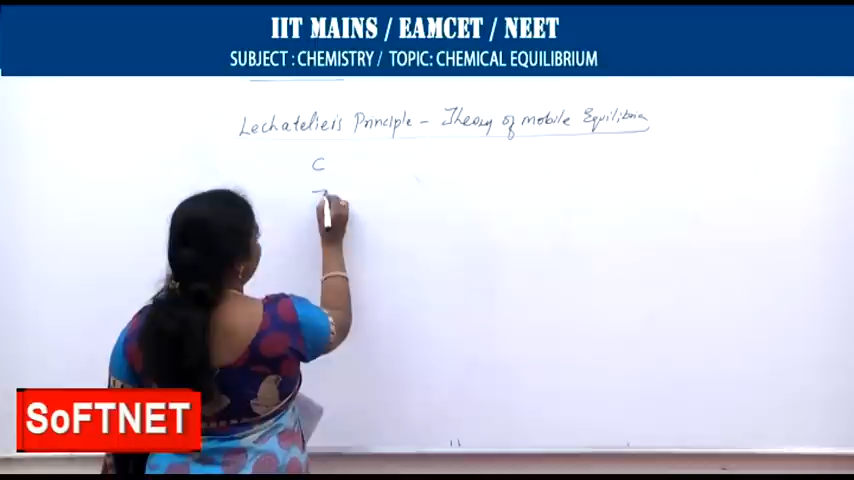 IIT MAINS / EAMCET / NEET
SUBJECT : CHEMISTRY / TOPIC: CHEMICAL EQUILIBRIUM
Lechatelier's Principle - Theory of mobile Equilibria
C
SoFTNET